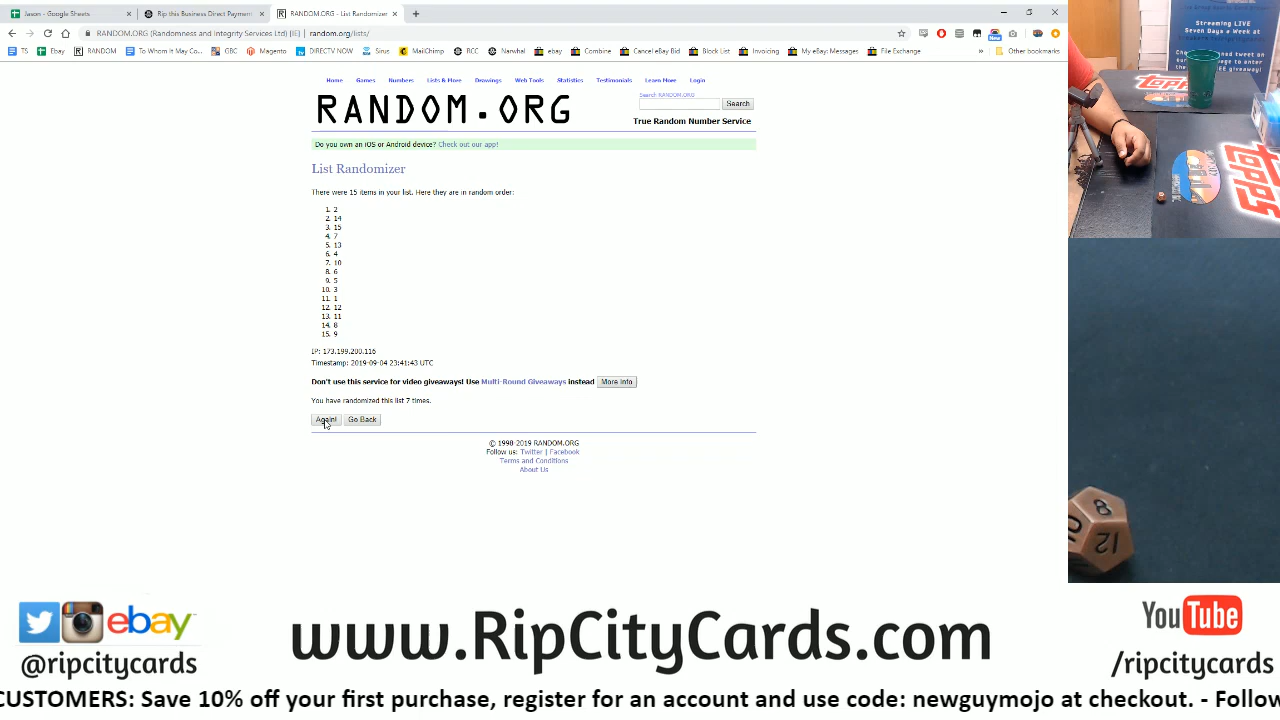 Jason - Google Sheets
Rip this Business Direct Payment
RANDOM.ORG - List Randomizer
RANDOM.ORG (Randomness and Integrity Services Ltd) [IE] | random.org/lists/
TS Ebay RANDOM To Whom It May Co... GBC Magento DIRECTV NOW Sirius MailChimp BCC Narwhal ebay Combine Cancel eBay Bid Block List Invoicing My eBay Messages File Exchange » Other bookmarks
Home Games Numbers Lists & More Drawings Web Tools Statistics Testimonials Learn More Login
RANDOM.ORG
Search RANDOM.ORG
Search
True Random Number Service
Do you own an iOS or Android device? Check out our app!
List Randomizer
There were 15 items in your list. Here they are in random order:
1. 2
2. 14
3. 15
4. 7
5. 13
6. 4
7. 10
8. 6
9. 5
10. 3
11. 1
12. 12
13. 11
14. 8
15. 9
IP: 173.199.200.116
Timestamp: 2019-09-04 23:41:43 UTC
Don't use this service for video giveaways! Use Multi-Round Giveaways instead More Info
You have randomized this list 7 times.
Again! Go Back
© 1998-2019 RANDOM.ORG
Follow us: Twitter | Facebook
Terms and Conditions
About Us
Streaming LIVE
Seven Days a Week at
topps
topps
8
12
ebay
@ripcitycards
www.RipCityCards.com
YouTube
/ripcitycards
CUSTOMERS: Save 10% off your first purchase, register for an account and use code: newguymojo at checkout. - Follow